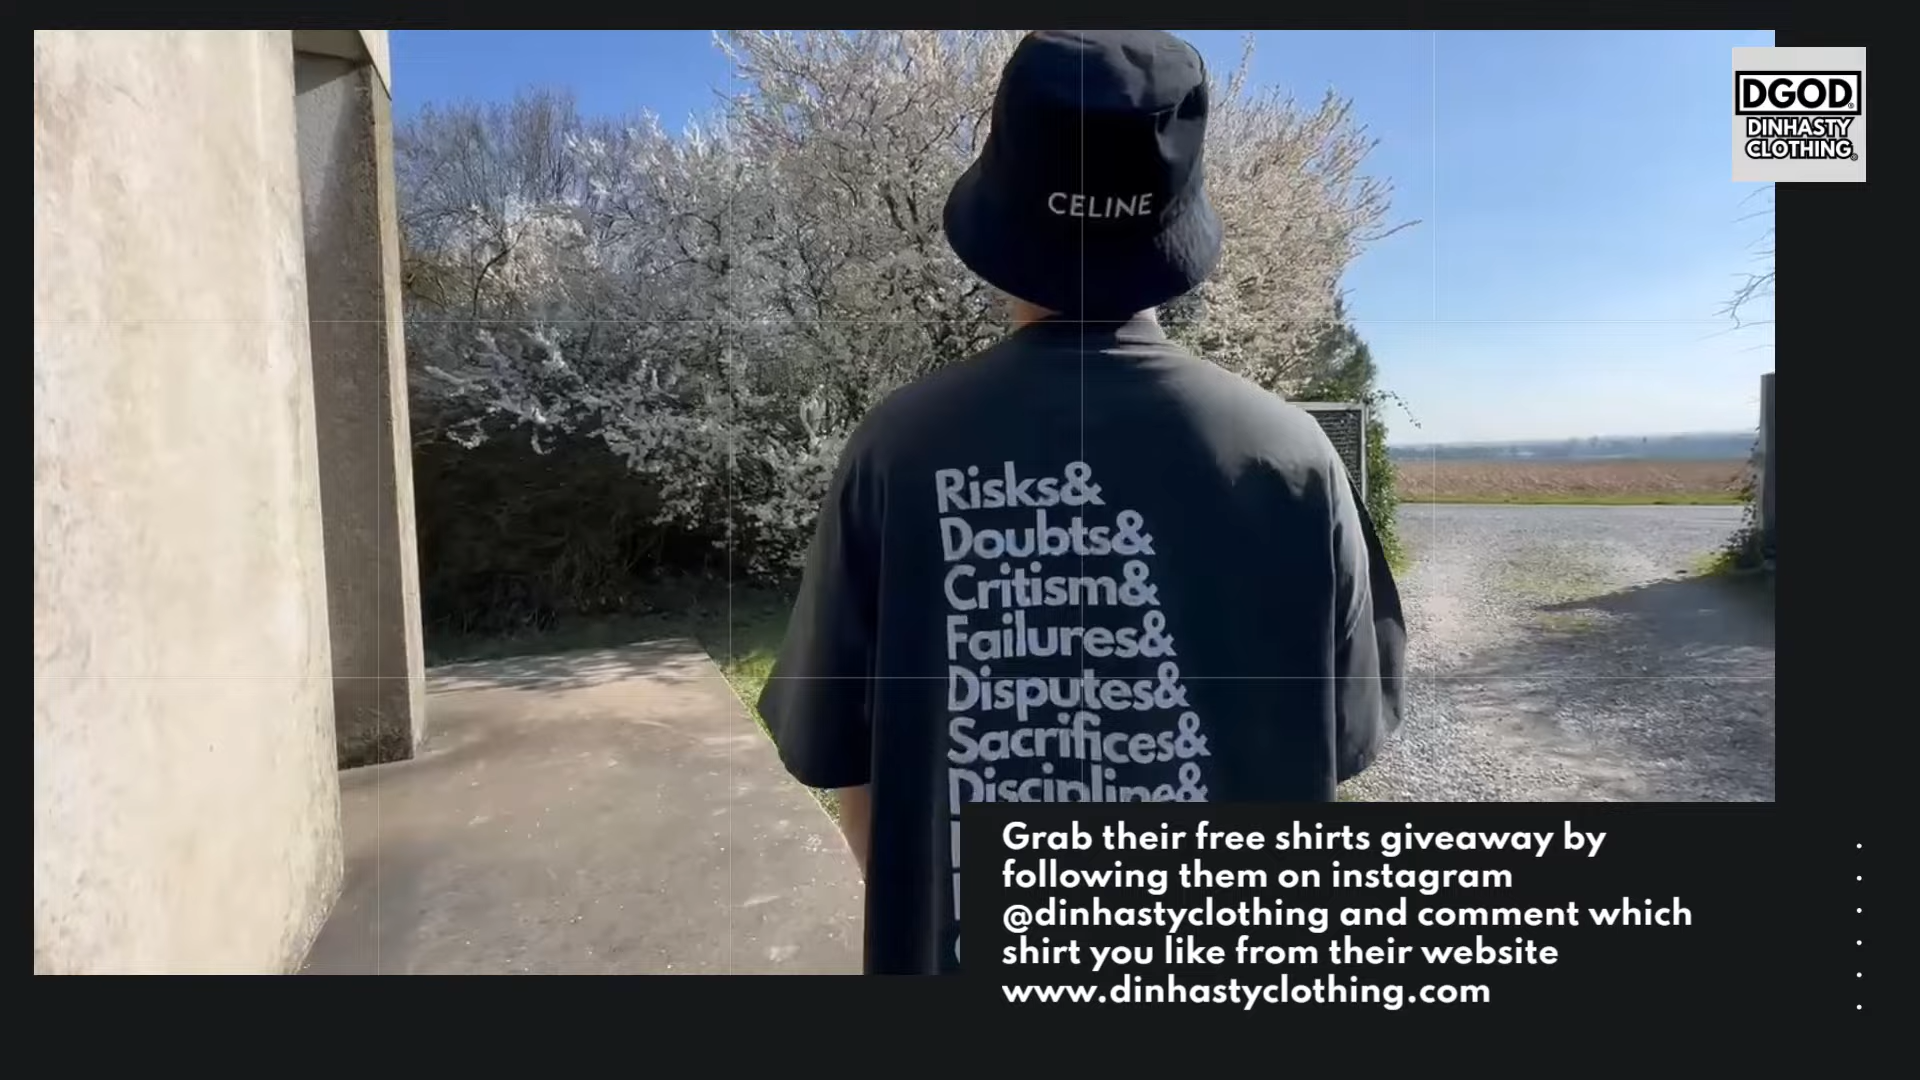 DGOD
DINHASTY
CLOTHING
CELINE
Risks&
Doubts&
Critism&
Failures&
Disputes&
Sacrifices&
Discipline&
Grab their free shirts giveaway by
following them on instagram
@dinhastyclothing and comment which
shirt you like from their website
www.dinhastyclothing.com